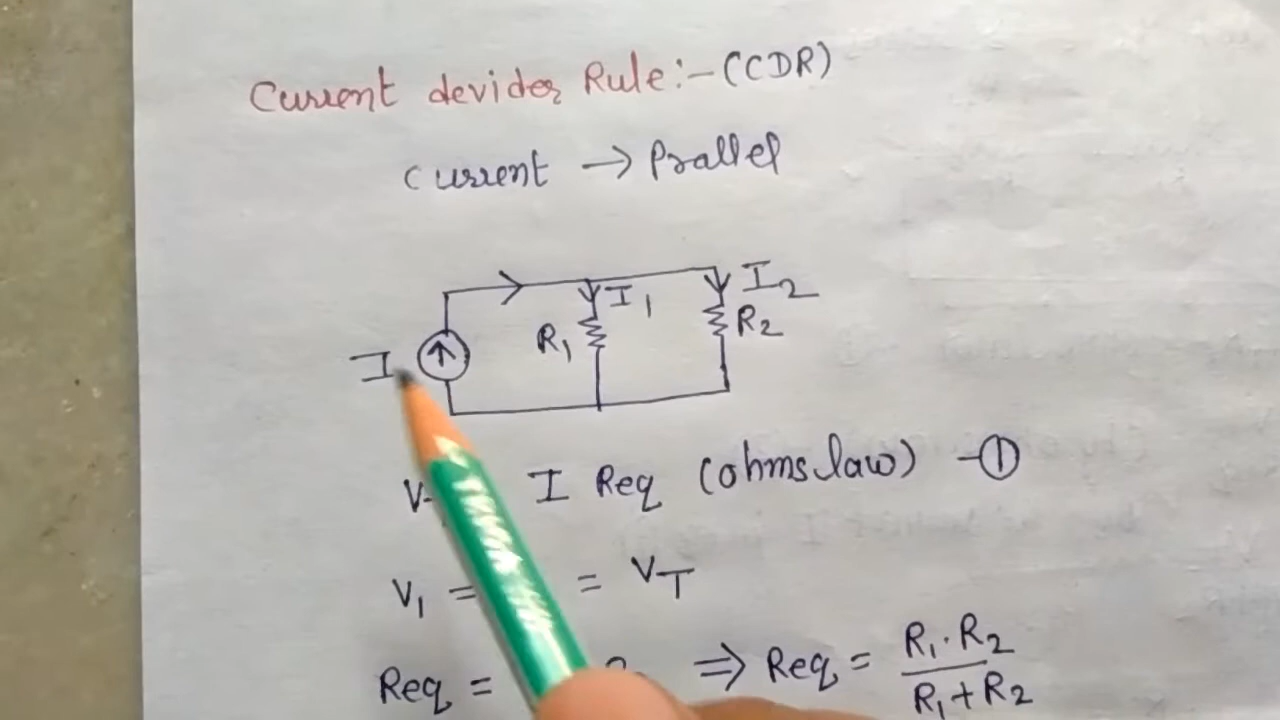 Current devider Rule:- (CDR)
Current → Prallel
I
I1
R1
I2
R2
V I Req (ohms law) -①
V1 = = VT
Req = ⇒ Req = R1·R2 / R1+R2